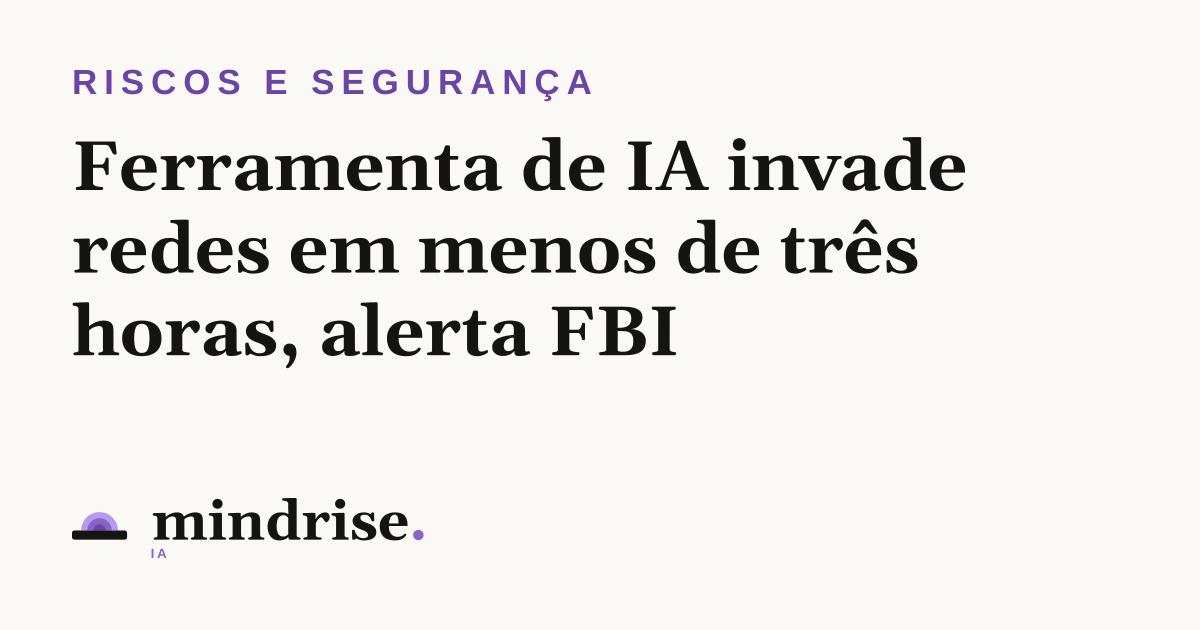 RISCOS E SEGURANÇA
Ferramenta de IA invade
redes em menos de três
horas, alerta FBI
mindrise.
IA